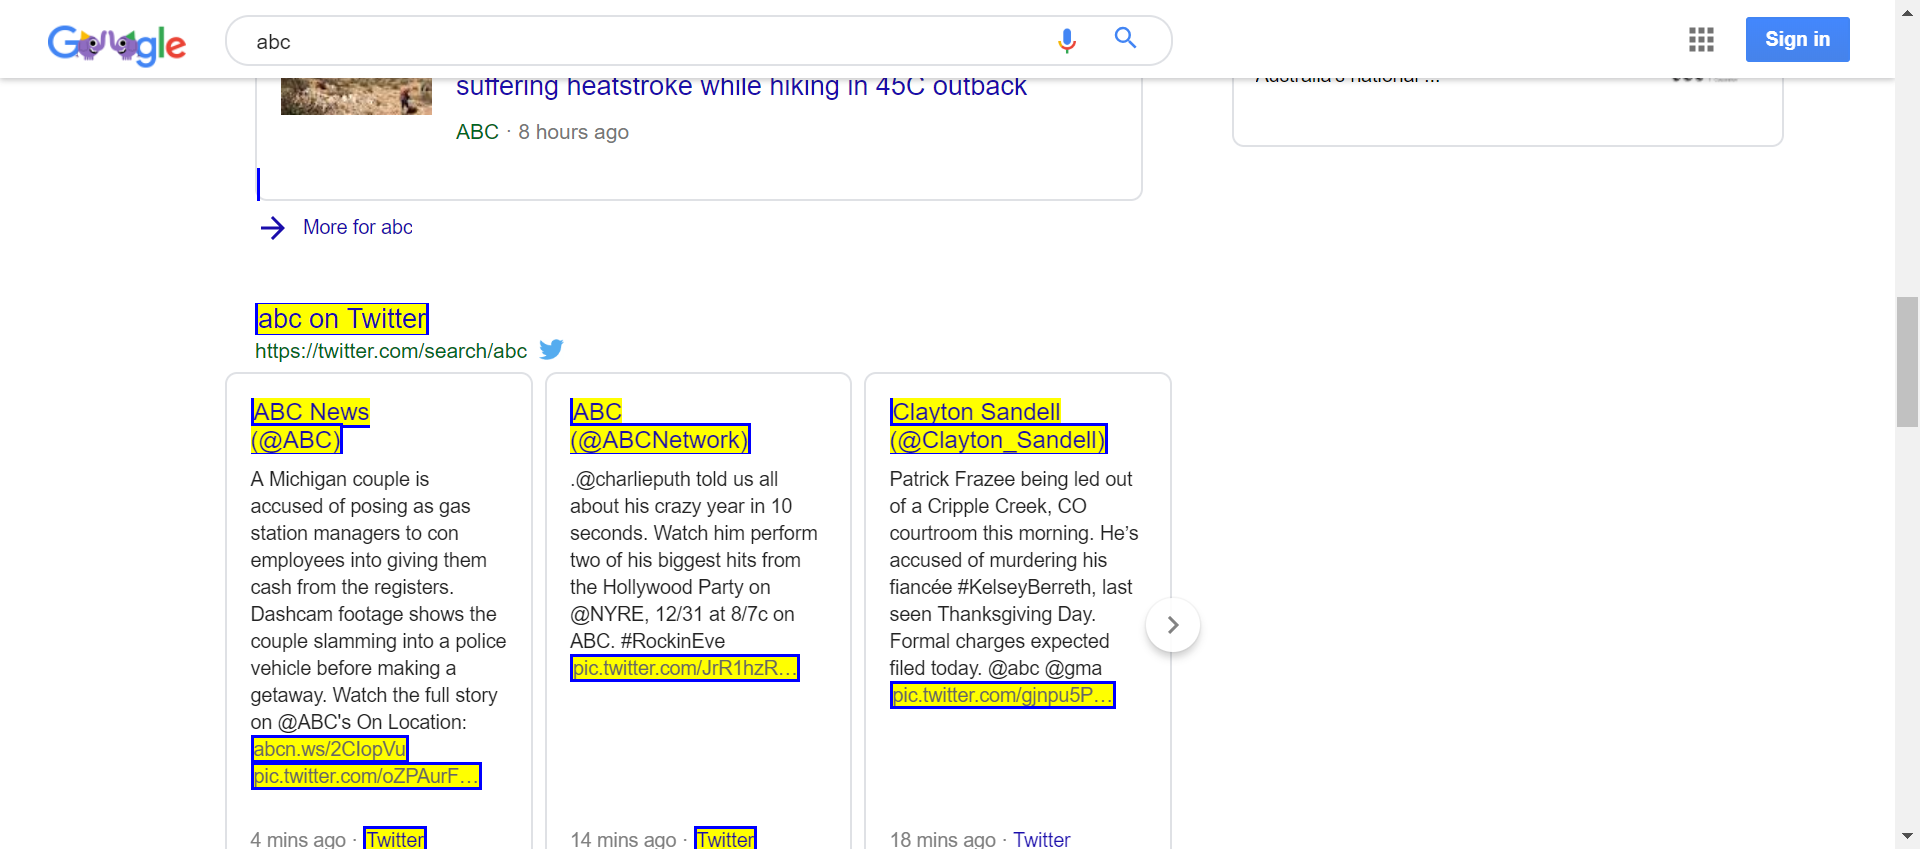 Google
abc
Sign in
suffering heatstroke while hiking in 45C outback
Australia's national ...
ABC · 8 hours ago
More for abc
abc on Twitter
https://twitter.com/search/abc
ABC News
(@ABC)
A Michigan couple is
accused of posing as gas
station managers to con
employees into giving them
cash from the registers.
Dashcam footage shows the
couple slamming into a police
vehicle before making a
getaway. Watch the full story
on @ABC's On Location:
abcn.ws/2CIopVu
pic.twitter.com/oZPAurF…
4 mins ago · Twitter
ABC
(@ABCNetwork)
.@charlieputh told us all
about his crazy year in 10
seconds. Watch him perform
two of his biggest hits from
the Hollywood Party on
@NYRE, 12/31 at 8/7c on
ABC. #RockinEve
pic.twitter.com/JrR1hzR…
14 mins ago · Twitter
Clayton Sandell
(@Clayton_Sandell)
Patrick Frazee being led out
of a Cripple Creek, CO
courtroom this morning. He’s
accused of murdering his
fiancée #KelseyBerreth, last
seen Thanksgiving Day.
Formal charges expected
filed today. @abc @gma
pic.twitter.com/gjnpu5P…
18 mins ago · Twitter